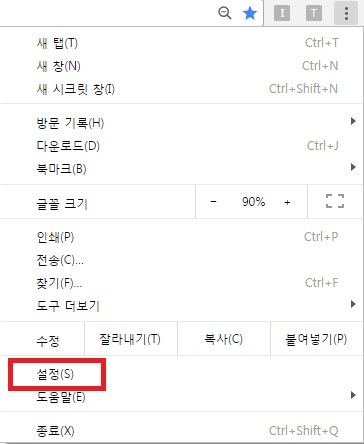 I T
새 탭(T) Ctrl+T
새 창(N) Ctrl+N
새 시크릿 창(I) Ctrl+Shift+N
방문 기록(H)
다운로드(D) Ctrl+J
북마크(B)
글꼴 크기 - 90% +
인쇄(P) Ctrl+P
전송(C)...
찾기(F)... Ctrl+F
도구 더보기
수정 잘라내기(T) 복사(C) 붙여넣기(P)
설정(S)
도움말(E)
종료(X) Ctrl+Shift+Q